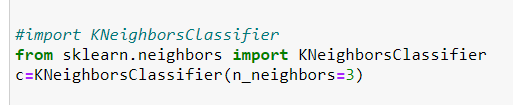 #import KNeighborsClassifier
from sklearn.neighbors import KNeighborsClassifier
c=KNeighborsClassifier(n_neighbors=3)